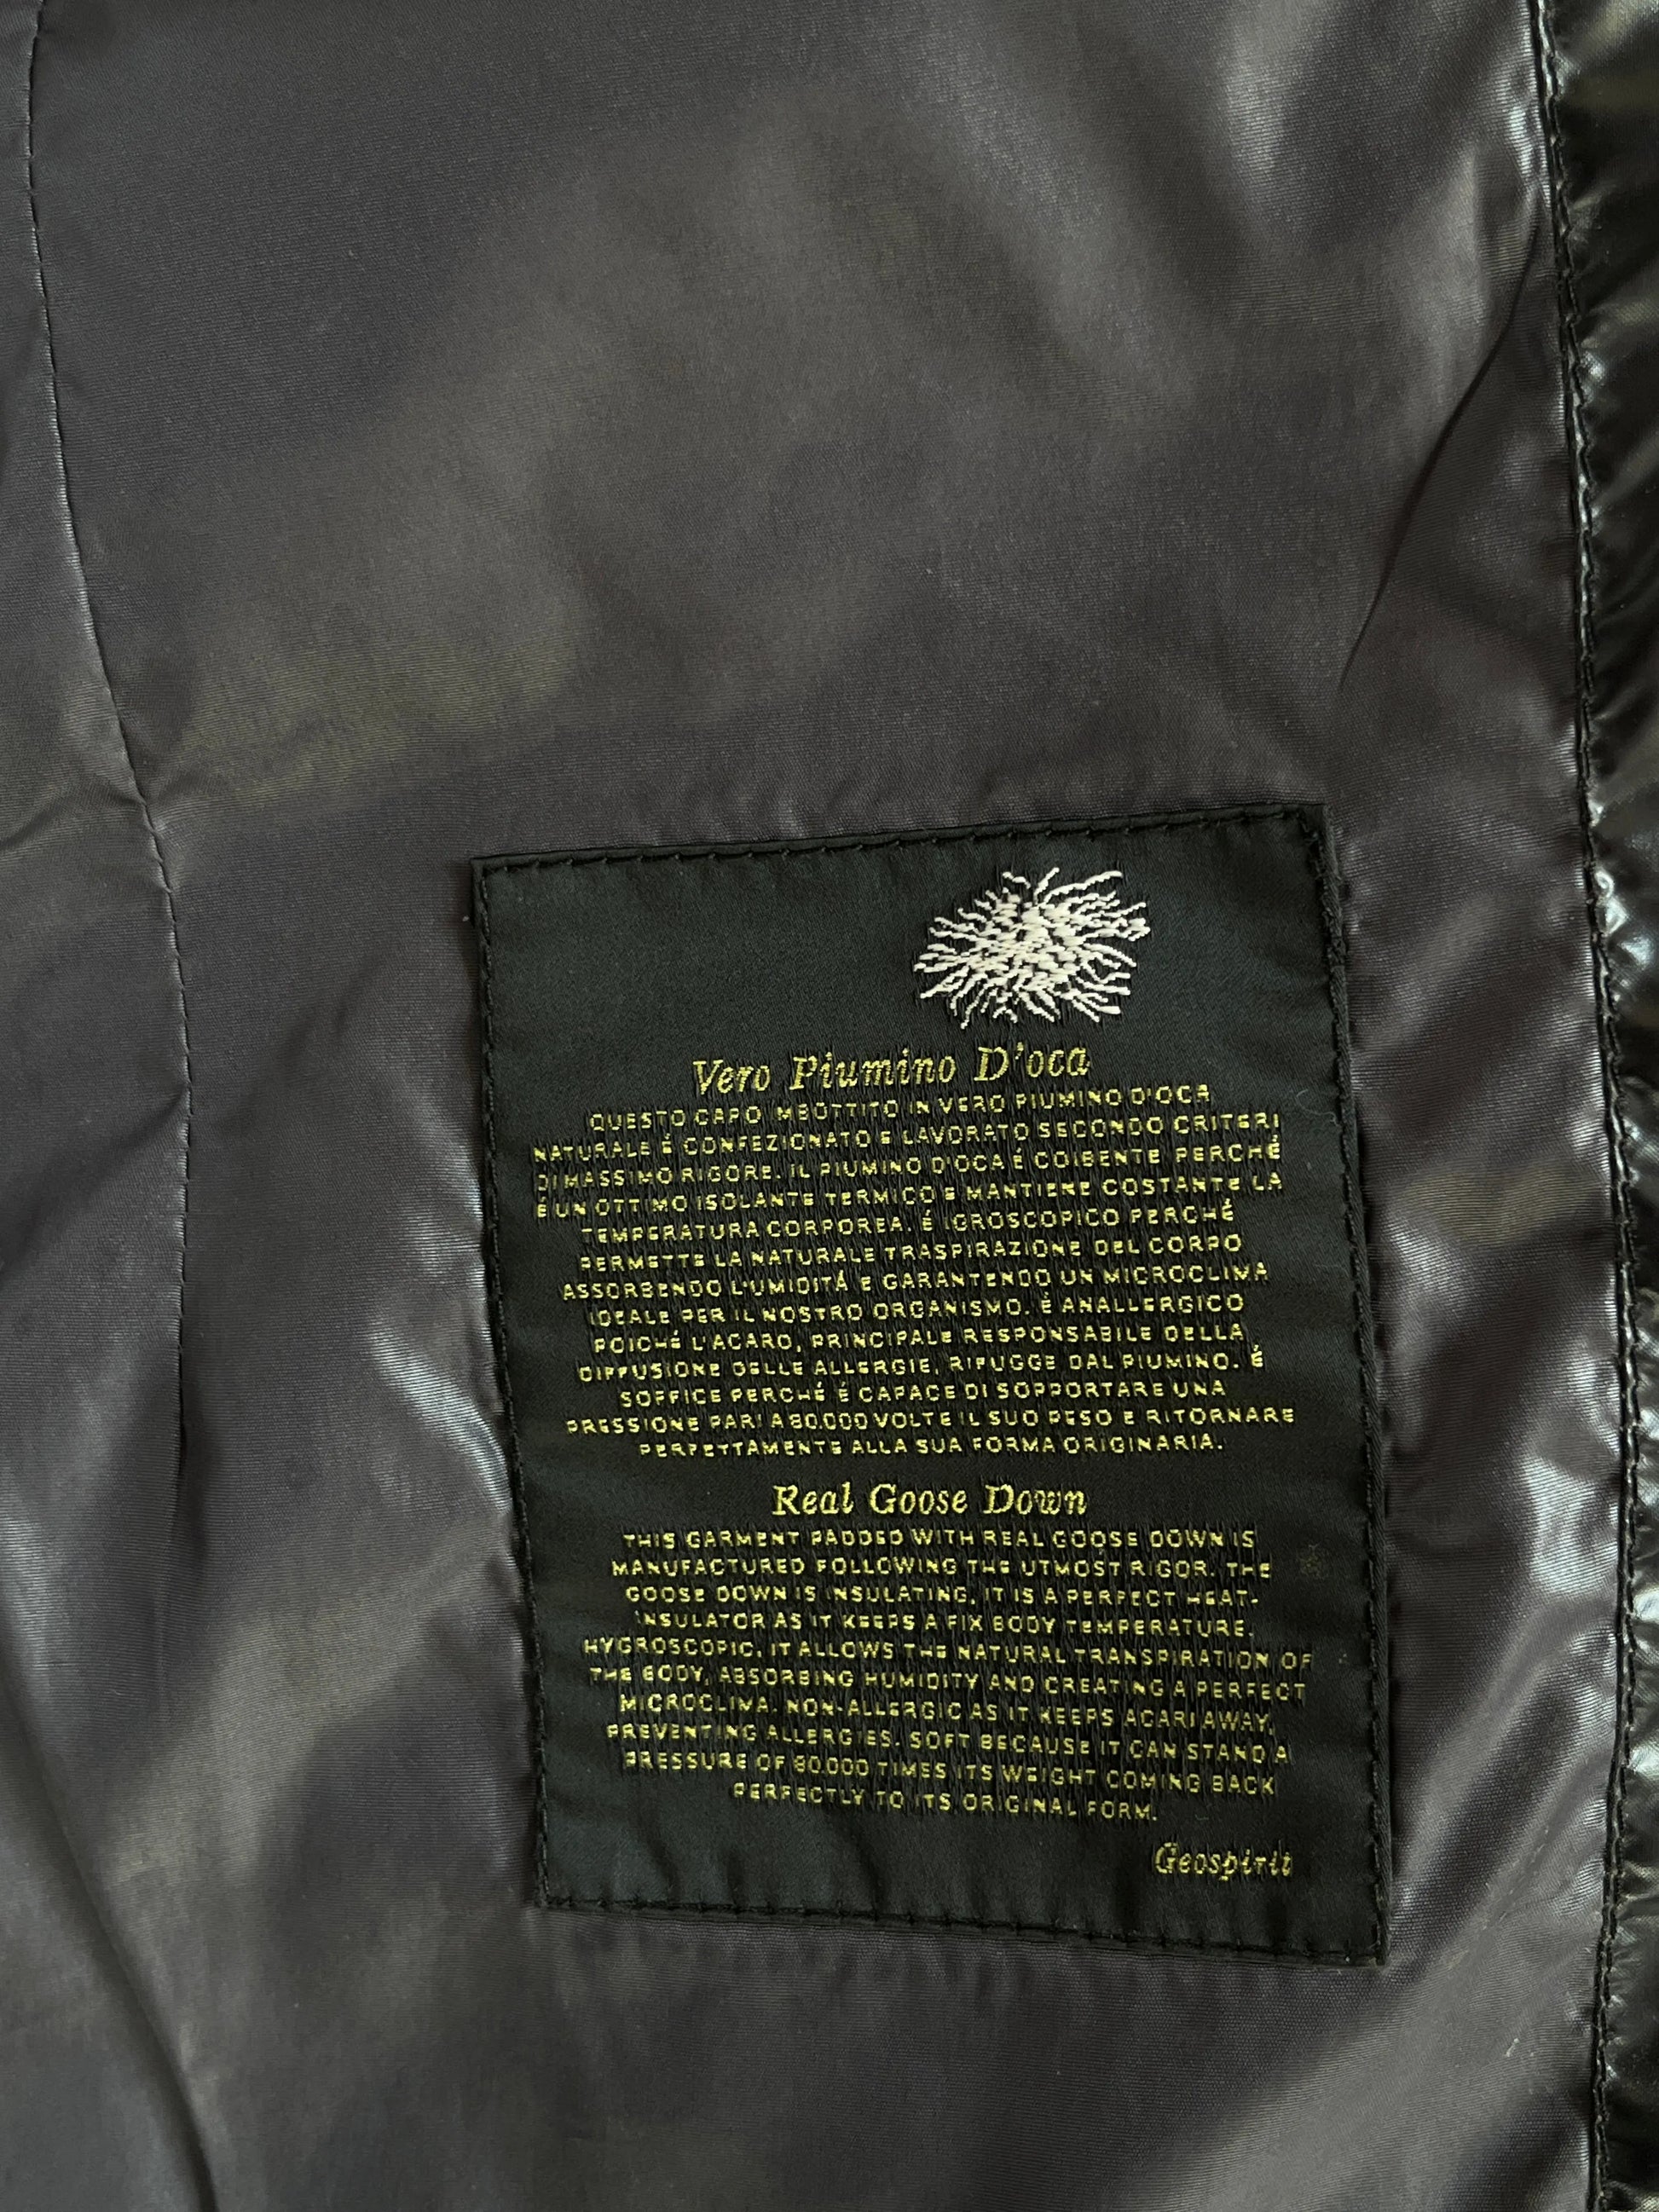 Vero Piumino D'oca
QUESTO CAPO IMBOTTITO IN VERO PIUMINO D'OCA
NATURALE É CONFEZIONATO E LAVORATO SECONDO CRITERI
DI MASSIMO RIGORE. IL PIUMINO D'OCA É COIBENTE PERCHÉ
É UN OTTIMO ISOLANTE TERMICO E MANTIENE COSTANTE LA
TEMPERATURA CORPOREA. É IGROSCOPICO PERCHÉ
PERMETTE LA NATURALE TRASPIRAZIONE DEL CORPO
ASSORBENDO L'UMIDITÁ E GARANTENDO UN MICROCLIMA
IDEALE PER IL NOSTRO ORGANISMO. É ANALLERGICO
POICHÉ L'ACARO, PRINCIPALE RESPONSABILE DELLA
DIFFUSIONE DELLE ALLERGIE, RIFUGGE DAL PIUMINO. É
SOFFICE PERCHÉ É CAPACE DI SOPPORTARE UNA
PRESSIONE PARI A 80.000 VOLTE IL SUO PESO E RITORNARE
PERFETTAMENTE ALLA SUA FORMA ORIGINARIA.
Real Goose Down
THIS GARMENT PADDED WITH REAL GOOSE DOWN IS
MANUFACTURED FOLLOWING THE UTMOST RIGOR. THE
GOOSE DOWN IS INSULATING, IT IS A PERFECT HEAT-
INSULATOR AS IT KEEPS A FIX BODY TEMPERATURE.
HYGROSCOPIC, IT ALLOWS THE NATURAL TRANSPIRATION OF
THE BODY, ABSORBING HUMIDITY AND CREATING A PERFECT
MICROCLIMA. NON-ALLERGIC AS IT KEEPS ACARI AWAY,
PREVENTING ALLERGIES. SOFT BECAUSE IT CAN STAND A
PRESSURE OF 80.000 TIMES ITS WEIGHT COMING BACK
PERFECTLY TO ITS ORIGINAL FORM.
Geospirit